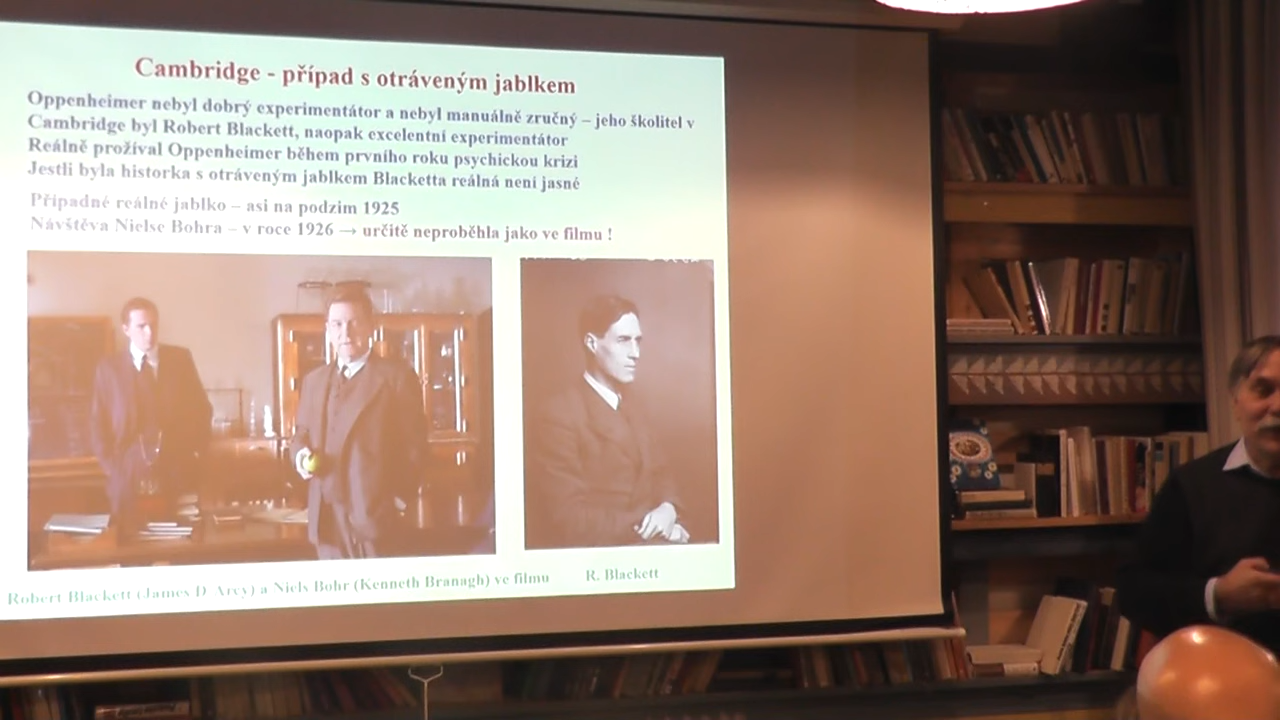 Cambridge - případ s otráveným jablkem
Oppenheimer nebyl dobrý experimentátor a nebyl manuálně zručný – jeho školitel v
Cambridge byl Robert Blackett, naopak excelentní experimentátor
Reálně prožíval Oppenheimer během prvního roku psychickou krizi
Jestli byla historka s otráveným jablkem Blacketta reálná není jasné
Případné reálné jablko – asi na podzim 1925
Návštěva Nielse Bohra – v roce 1926 → určitě neproběhla jako ve filmu !
Robert Blackett (James D Arcy) a Niels Bohr (Kenneth Branagh) ve filmu
R. Blackett